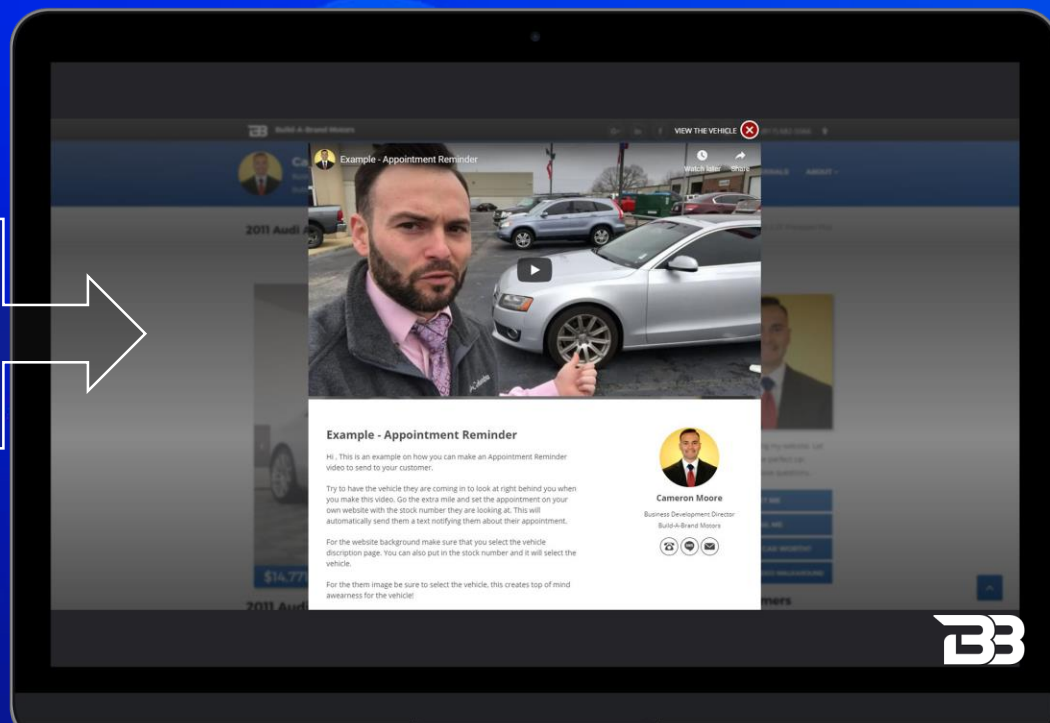 Build-A-Brand Motors
VIEW THE VEHICLE
Example - Appointment Reminder
Watch later
Share
ABOUT
2011 Audi
Columbia
Example - Appointment Reminder
Hi , This is an example on how you can make an Appointment Reminder
video to send to your customer.
Try to have the vehicle they are coming in to look at right behind you when
you make this video. Go the extra mile and set the appointment on your
own website with the stock number they are looking at. This will
automatically send them a text notifying them about their appointment.
For the website background make sure that you select the vehicle
discription page. You can also put in the stock number and it will select the
vehicle.
For the them image be sure to select the vehicle, this creates top of mind
awearness for the vehicle!
Cameron Moore
Business Development Director
Build-A-Brand Motors
$14,771
2011 Audi